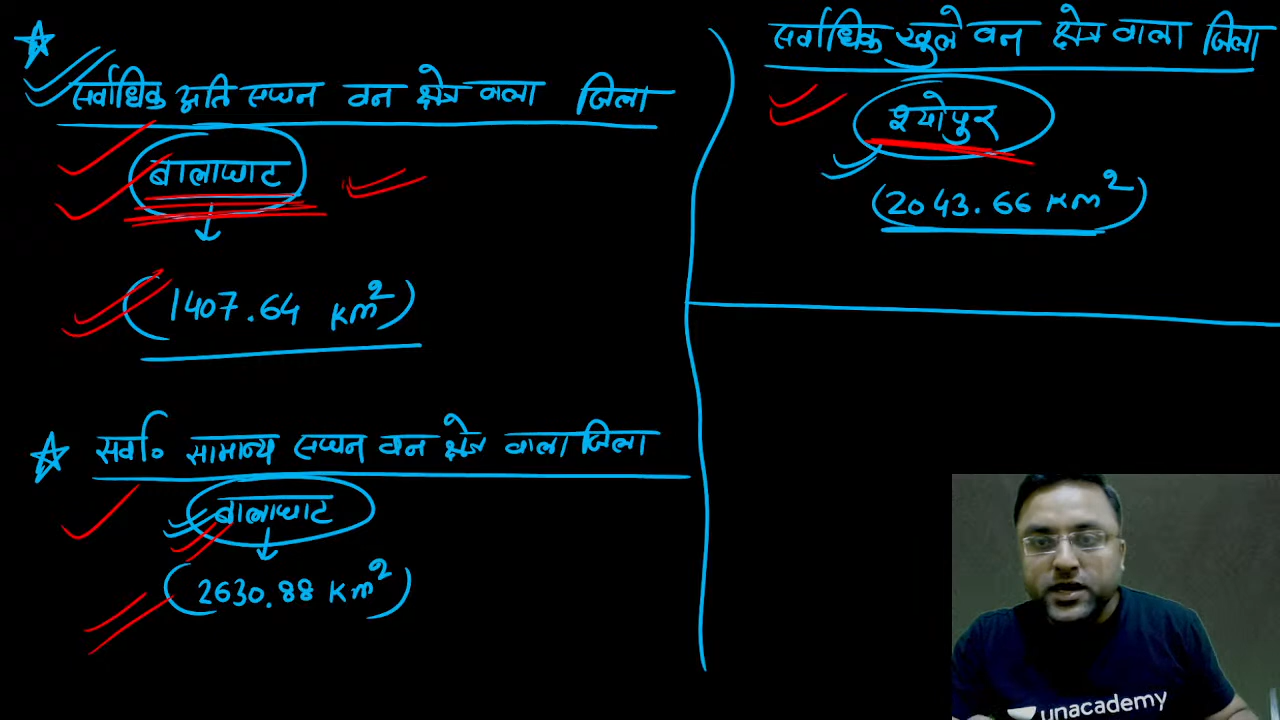 सर्वाधिक अति सघन वन क्षेत्र वाला जिला
बालाघाट
(1407.64 km²)
सर्वा० सामान्य सघन वन क्षेत्र वाला जिला
बालाघाट
(2630.88 km²)
सर्वाधिक खुले वन क्षेत्र वाला जिला
श्योपुर
(2043.66 km²)
unacademy